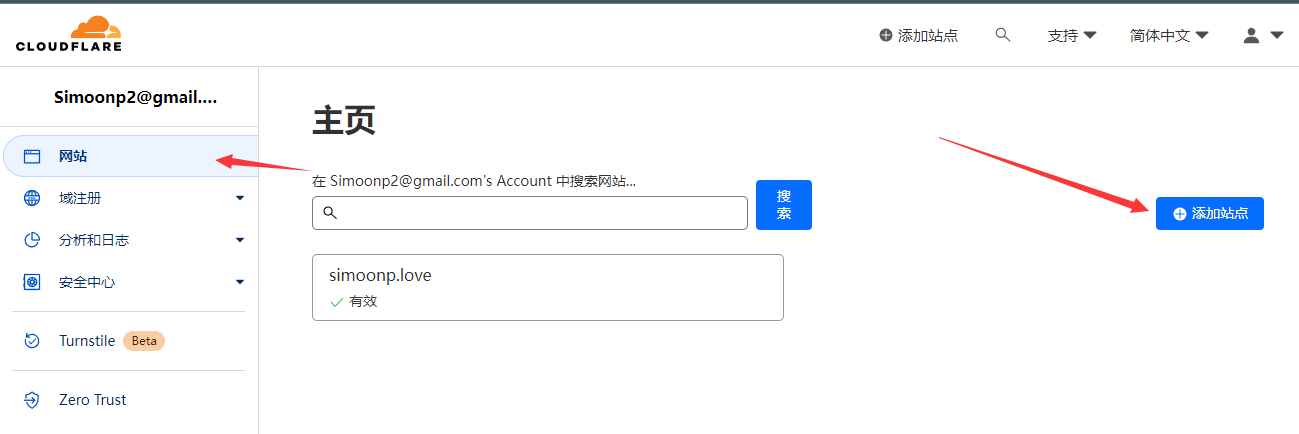 CLOUDFLARE
添加站点
支持
简体中文
Simoonp2@gmail....
网站
域注册
分析和日志
安全中心
Turnstile Beta
Zero Trust
主页
在 Simoonp2@gmail.com's Account 中搜索网站...
搜
索
添加站点
simoonp.love
有效